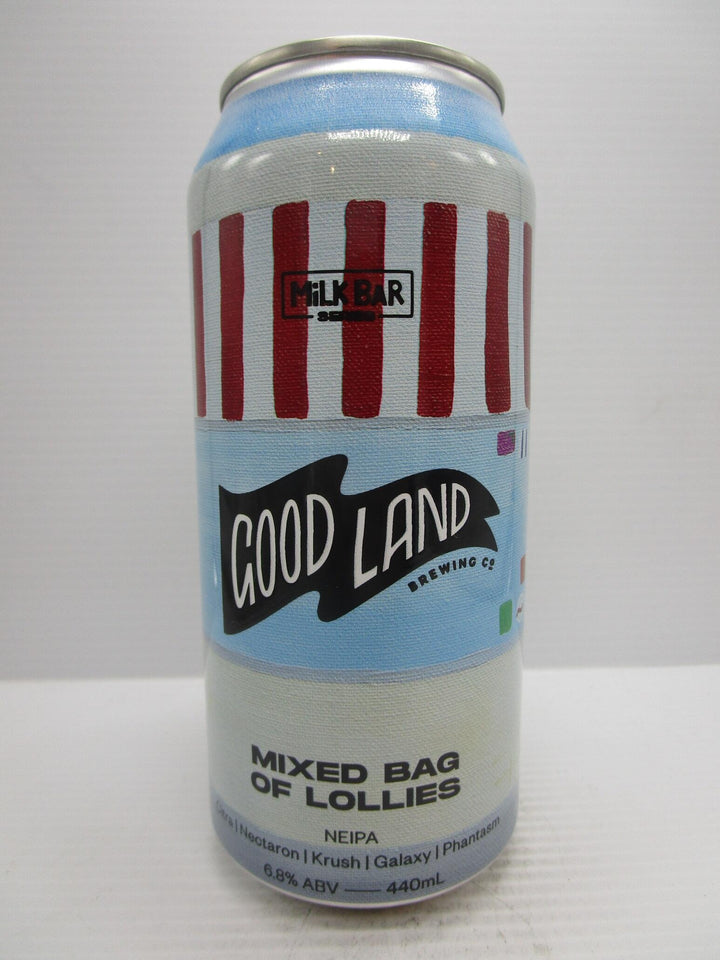 MiLK BAR
SERIES
GOOD LAND
BREWING Co
MIXED BAG
OF LOLLIES
NEIPA
Citra | Nectaron | Krush | Galaxy | Phantasm
6.8% ABV — 440mL